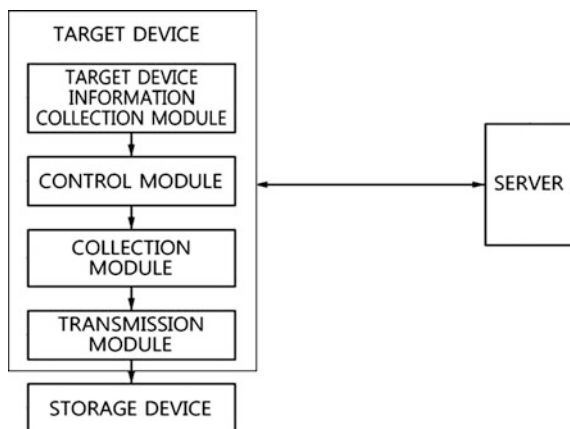 TARGET DEVICE
TARGET DEVICE
INFORMATION
COLLECTION MODULE
CONTROL MODULE
COLLECTION
MODULE
TRANSMISSION
MODULE
STORAGE DEVICE
SERVER